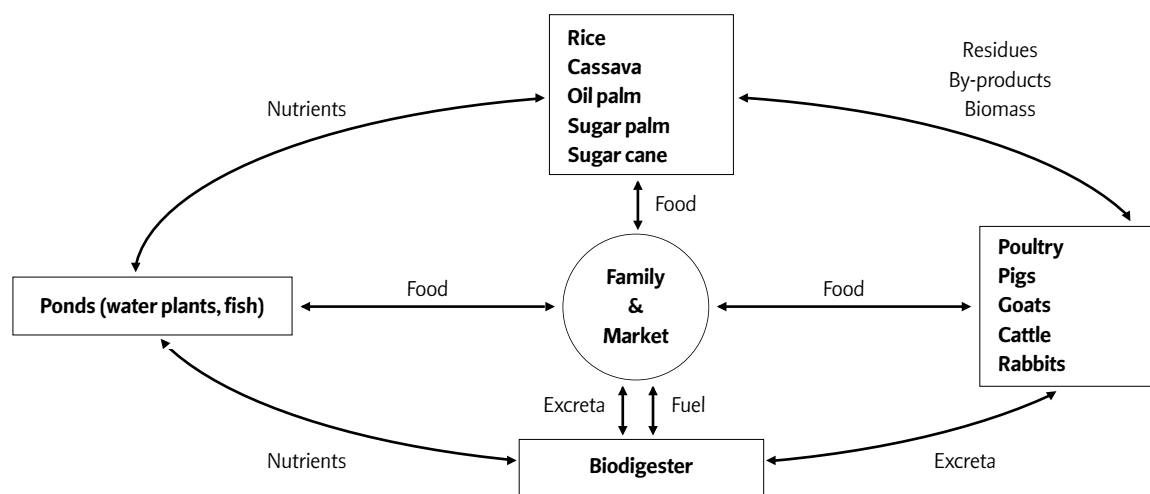 Rice
Cassava
Oil palm
Sugar palm
Sugar cane
Residues
By-products
Biomass
Nutrients
Food
Poultry
Pigs
Goats
Cattle
Rabbits
Ponds (water plants, fish)
Food
Family
&
Market
Food
Excreta
Fuel
Biodigester
Nutrients
Excreta